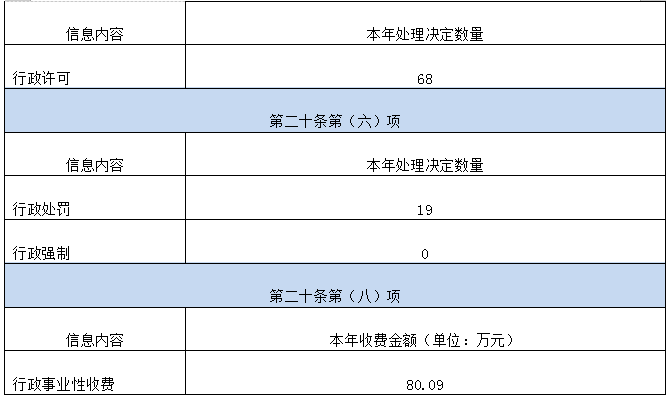 信息内容 本年处理决定数量
行政许可 68
第二十条第（六）项
信息内容 本年处理决定数量
行政处罚 19
行政强制 0
第二十条第（八）项
信息内容 本年收费金额（单位：万元）
行政事业性收费 80.09